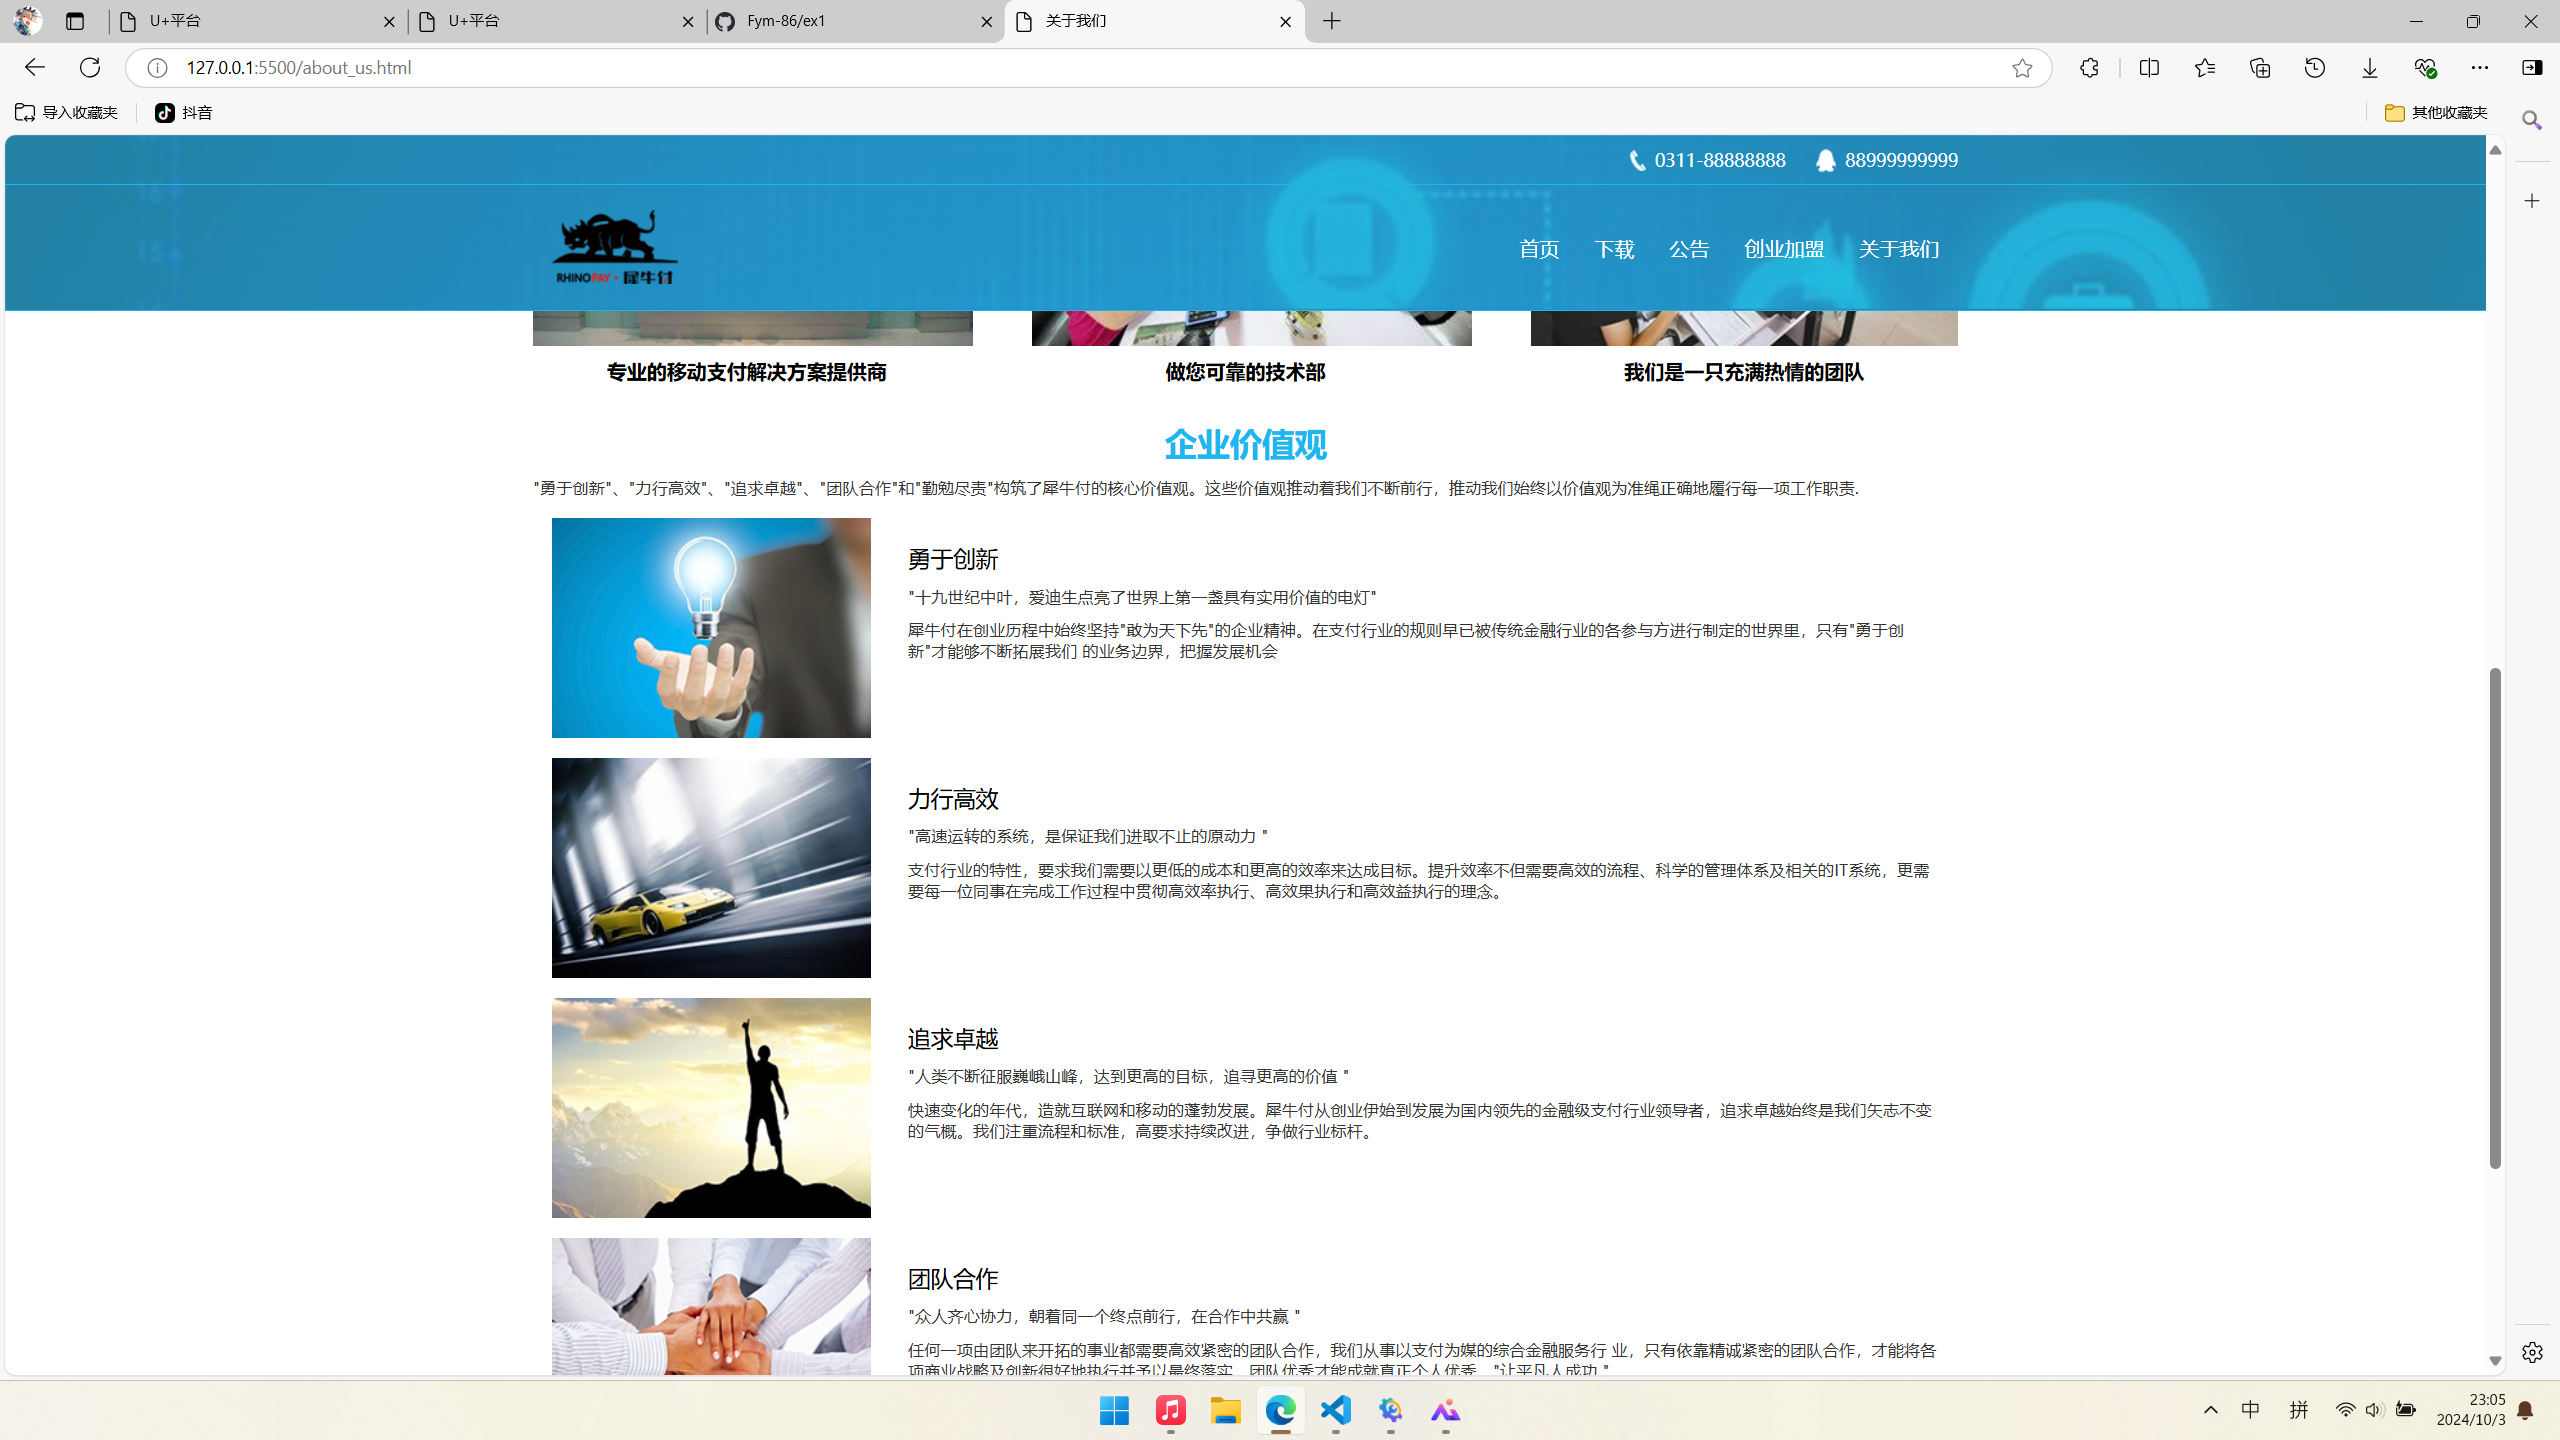 U+平台
U+平台
Fym-86/ex1
关于我们
127.0.0.1:5500/about_us.html
导入收藏夹
抖音
其他收藏夹
0311-88888888
88999999999
RHINOPAY·犀牛付
首页
下载
公告
创业加盟
关于我们
专业的移动支付解决方案提供商
做您可靠的技术部
我们是一只充满热情的团队
企业价值观
"勇于创新"、"力行高效"、"追求卓越"、"团队合作"和"勤勉尽责"构筑了犀牛付的核心价值观。这些价值观推动着我们不断前行，推动我们始终以价值观为准绳正确地履行每一项工作职责.
勇于创新
"十九世纪中叶，爱迪生点亮了世界上第一盏具有实用价值的电灯"
犀牛付在创业历程中始终坚持"敢为天下先"的企业精神。在支付行业的规则早已被传统金融行业的各参与方进行制定的世界里，只有"勇于创
新"才能够不断拓展我们 的业务边界，把握发展机会
力行高效
"高速运转的系统，是保证我们进取不止的原动力 "
支付行业的特性，要求我们需要以更低的成本和更高的效率来达成目标。提升效率不但需要高效的流程、科学的管理体系及相关的IT系统，更需
要每一位同事在完成工作过程中贯彻高效率执行、高效果执行和高效益执行的理念。
追求卓越
"人类不断征服巍峨山峰，达到更高的目标，追寻更高的价值 "
快速变化的年代，造就互联网和移动的蓬勃发展。犀牛付从创业伊始到发展为国内领先的金融级支付行业领导者，追求卓越始终是我们矢志不变
的气概。我们注重流程和标准，高要求持续改进，争做行业标杆。
团队合作
"众人齐心协力，朝着同一个终点前行，在合作中共赢 "
任何一项由团队来开拓的事业都需要高效紧密的团队合作，我们从事以支付为媒的综合金融服务行 业，只有依靠精诚紧密的团队合作，才能将各
项商业战略及创新很好地执行并予以最终落实。团队优秀才能成就真正个人优秀，"让平凡人成功 "
中
拼
23:05
2024/10/3